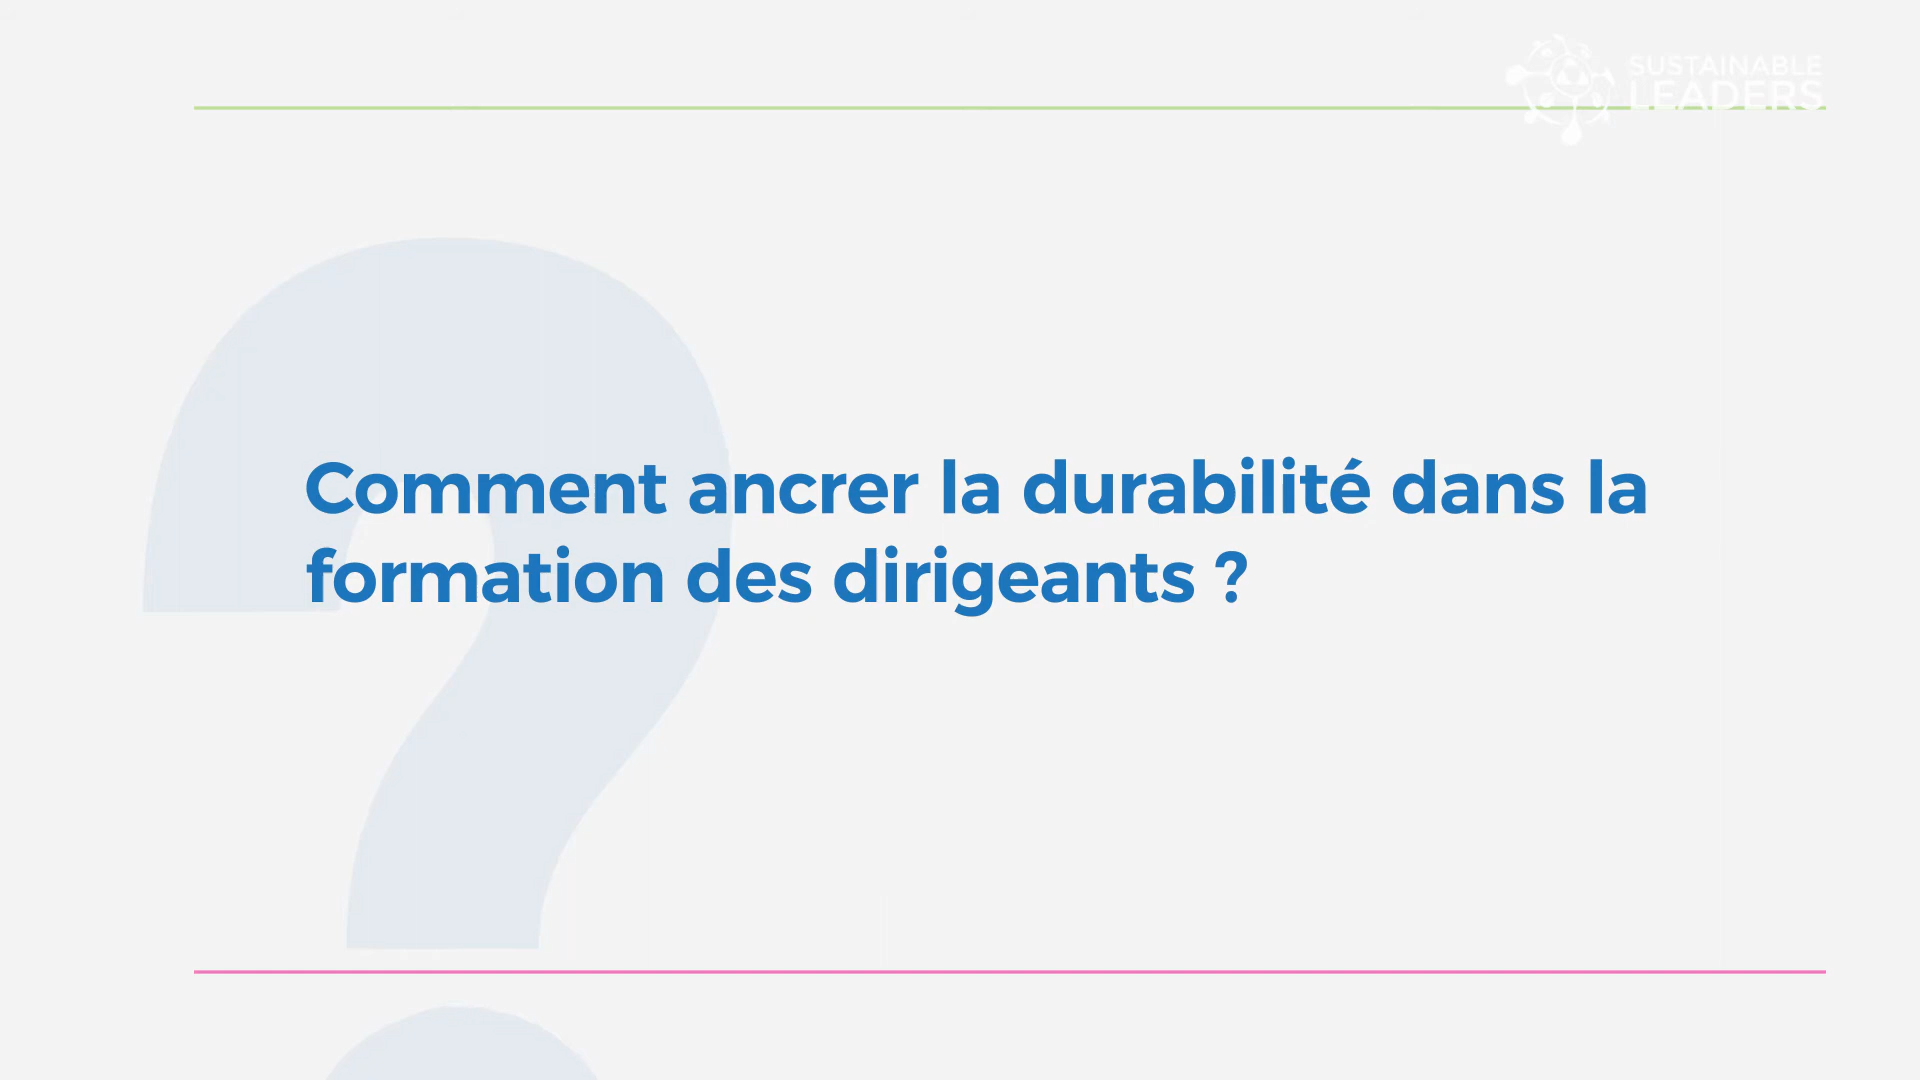 SUSTAINABLE
LEADERS
Comment ancrer la durabilité dans la
formation des dirigeants ?